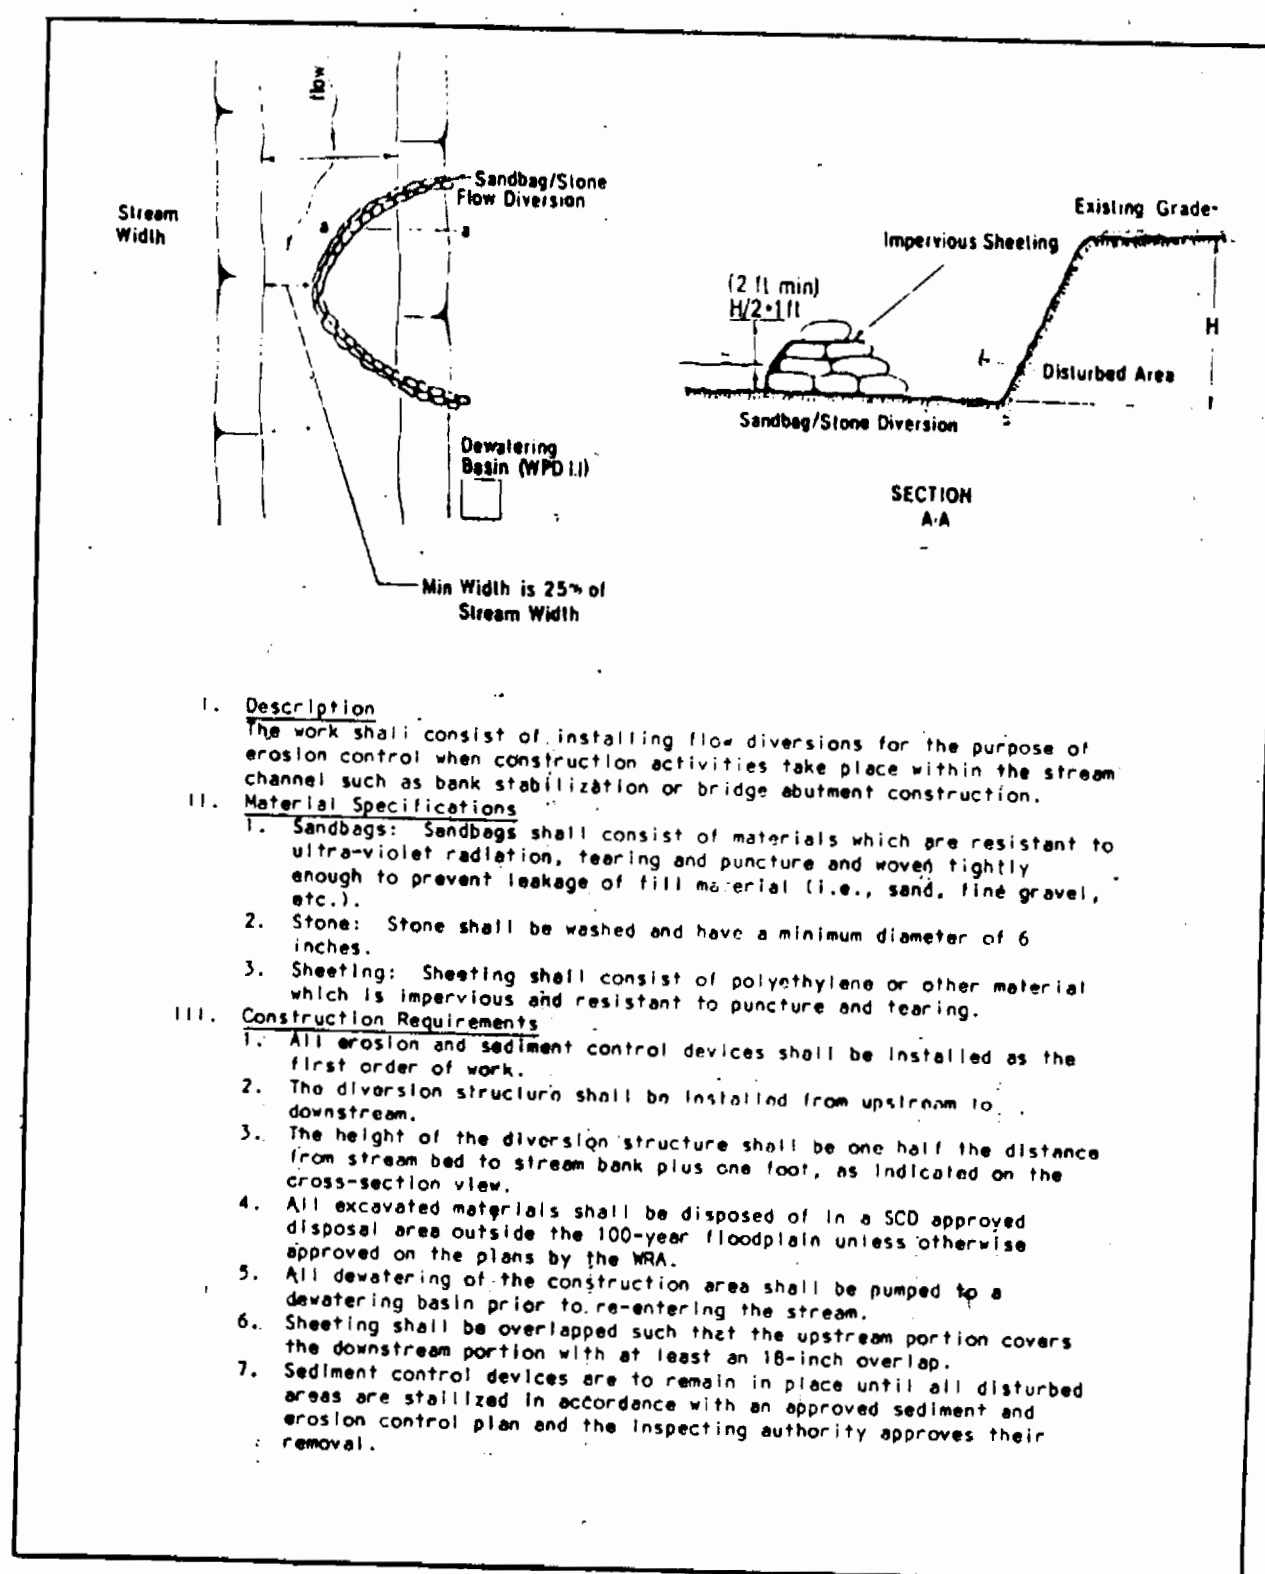 flow
Sandbag/Stone
Flow Diversion
Stream
Width
a
a
Dewatering
Basin (WPD 1.1)
Min Width is 25% of
Stream Width
Existing Grade
Impervious Sheeting
(2 ft min)
H/2+1ft
H
Disturbed Area
Sandbag/Stone Diversion
SECTION
A-A
I. Description
The work shall consist of installing flow diversions for the purpose of
erosion control when construction activities take place within the stream
channel such as bank stabilization or bridge abutment construction.
II. Material Specifications
1. Sandbags: Sandbags shall consist of materials which are resistant to
ultra-violet radiation, tearing and puncture and woven tightly
enough to prevent leakage of fill material (i.e., sand, fine gravel,
etc.).
2. Stone: Stone shall be washed and have a minimum diameter of 6
inches.
3. Sheeting: Sheeting shall consist of polyethylene or other material
which is impervious and resistant to puncture and tearing.
III. Construction Requirements
1. All erosion and sediment control devices shall be installed as the
first order of work.
2. The diversion structure shall be installed from upstream to
downstream.
3. The height of the diversion structure shall be one half the distance
from stream bed to stream bank plus one foot, as indicated on the
cross-section view.
4. All excavated materials shall be disposed of in a SCD approved
disposal area outside the 100-year floodplain unless otherwise
approved on the plans by the WRA.
5. All dewatering of the construction area shall be pumped to a
dewatering basin prior to re-entering the stream.
6. Sheeting shall be overlapped such that the upstream portion covers
the downstream portion with at least an 18-inch overlap.
7. Sediment control devices are to remain in place until all disturbed
areas are stailized in accordance with an approved sediment and
erosion control plan and the inspecting authority approves their
removal.